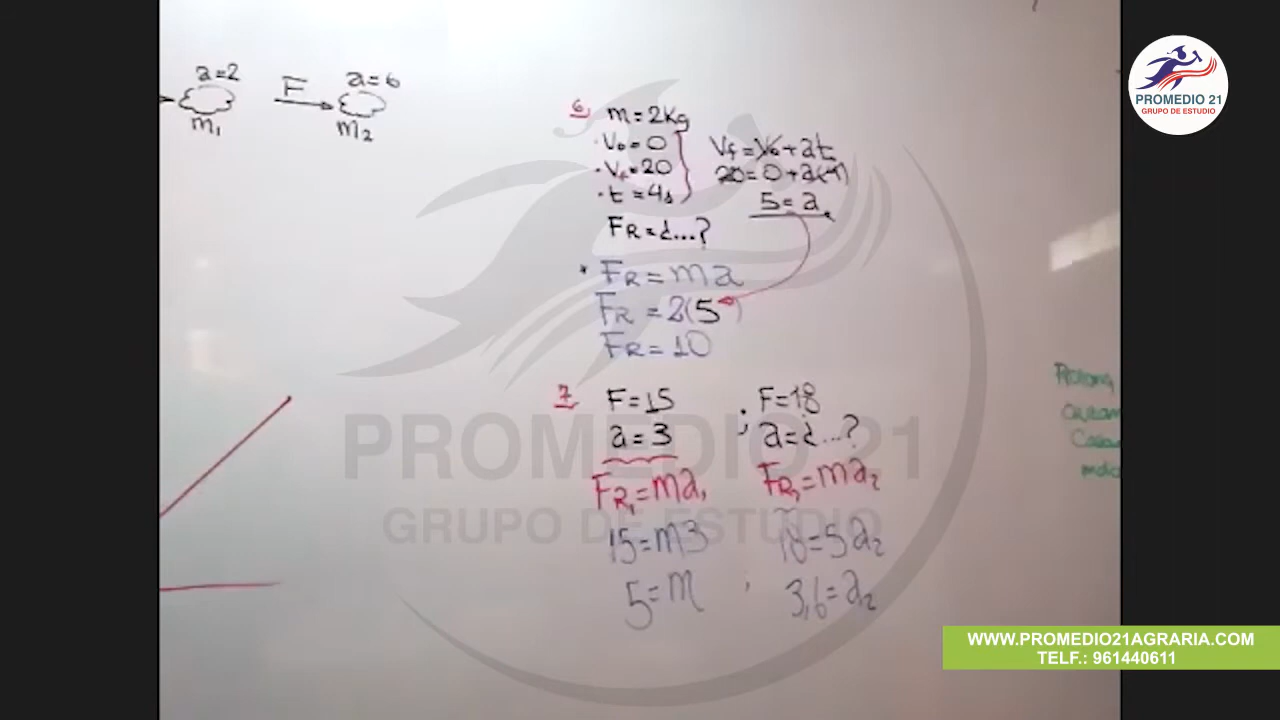 a=2
m1
F
a=6
m2
6
m=2Kg
· Vo=0
· Vf=20
· t=4s
FR=¿...?
Vf=Vo+at
20=0+a(4)
5=a
* FR=ma
FR=2(5)
FR=10
7
F=15
a=3
FR1=ma1
15=m3
5=m
; F=18
a=¿...?
FR2=ma2
18=5a2
; 3,6=a2
PROMEDIO 21
GRUPO DE ESTUDIO
PROMEDIO 21
GRUPO DE ESTUDIO
WWW.PROMEDIO21AGRARIA.COM
TELF.: 961440611